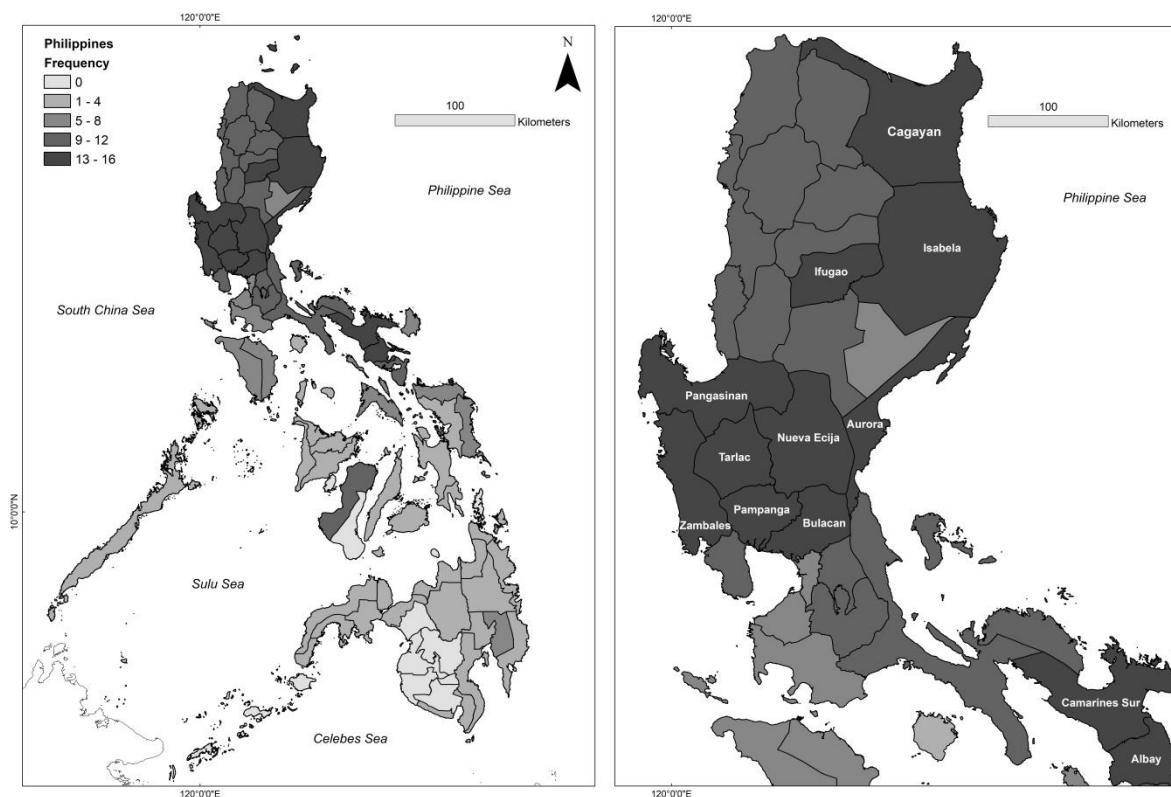 120°0'0"E
Philippines
Frequency
0
1 - 4
5 - 8
9 - 12
13 - 16
N
100
Kilometers
Philippine Sea
South China Sea
10°0'0"N
Sulu Sea
Celebes Sea
120°0'0"E
120°0'0"E
100
Kilometers
Cagayan
Philippine Sea
Isabela
Ifugao
Pangasinan
Aurora
Nueva Ecija
Tarlac
Pampanga
Zambales
Bulacan
Camarines Sur
Albay
120°0'0"E